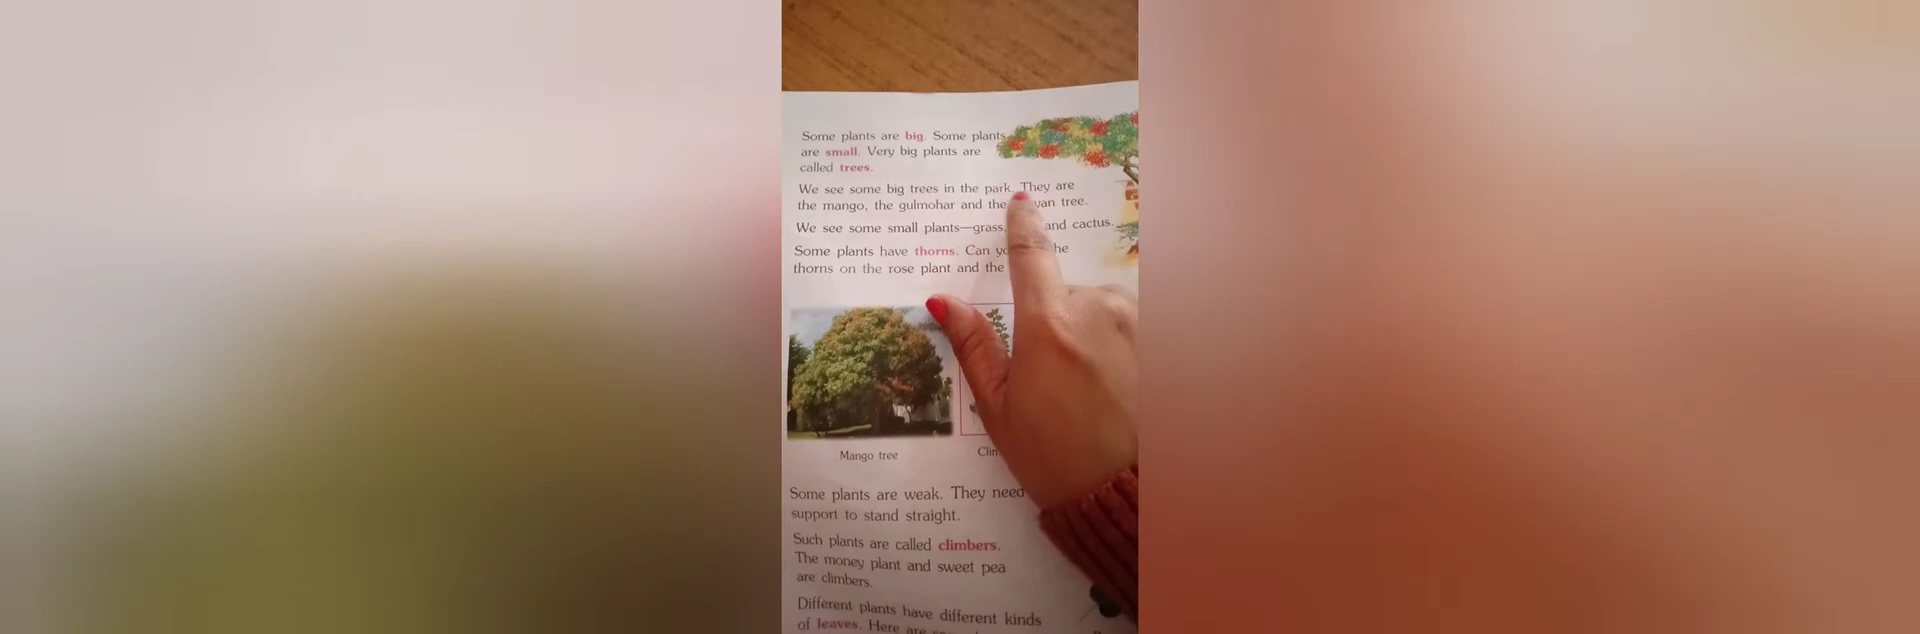 Some plants are big. Some plants
are small. Very big plants are
called trees.
We see some big trees in the park. They are
the mango, the gulmohar and the yan tree.
We see some small plants—grass, and cactus.
Some plants have thorns. Can he
thorns on the rose plant and the
Mango tree
Some plants are weak. They need
support to stand straight.
Such plants are called climbers.
The money plant and sweet pea
are climbers.
Different plants have different kinds
of leaves. Here are